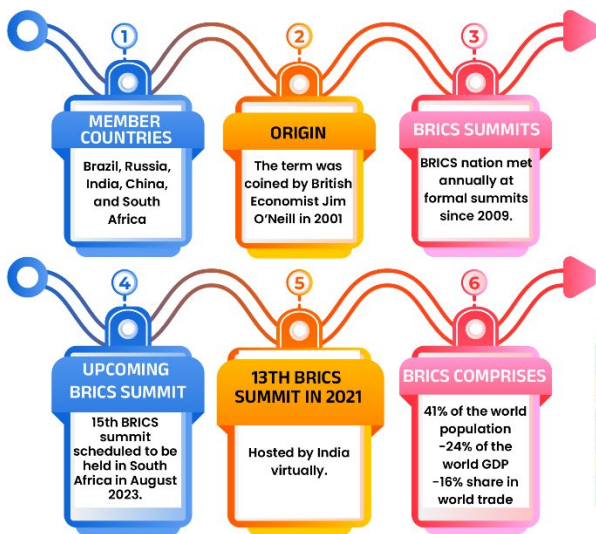 1
MEMBER
COUNTRIES
Brazil, Russia,
India, China,
and South
Africa
2
ORIGIN
The term was
coined by British
Economist Jim
O’Neill in 2001
3
BRICS SUMMITS
BRICS nation met
annually at
formal summits
since 2009.
4
UPCOMING
BRICS SUMMIT
15th BRICS
summit
scheduled to be
held in South
Africa in August
2023.
5
13TH BRICS
SUMMIT IN 2021
Hosted by India
virtually.
6
BRICS COMPRISES
41% of the world
population
-24% of the
world GDP
-16% share in
world trade